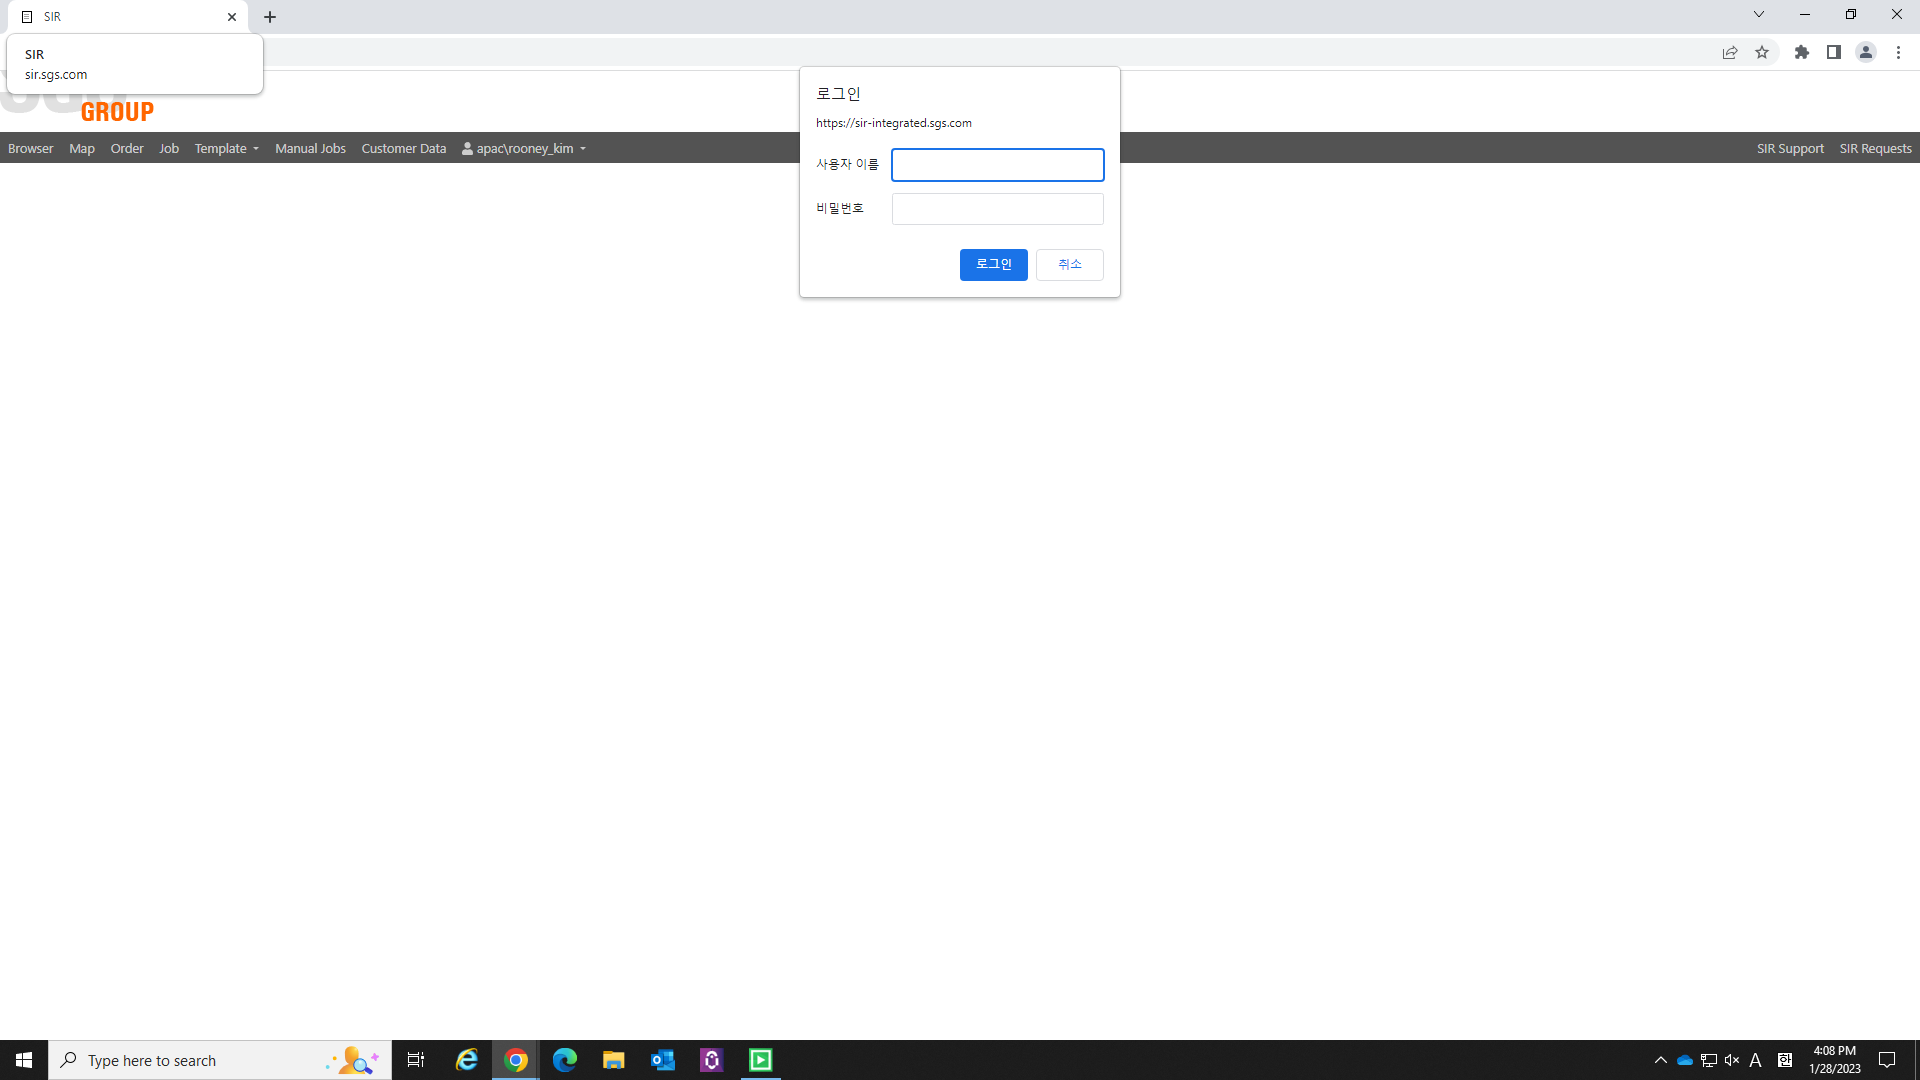 SIR
SIR
sir.sgs.com
GROUP
Browser Map Order Job Template Manual Jobs Customer Data apac\rooney_kim SIR Support SIR Requests
로그인
https://sir-integrated.sgs.com
사용자 이름
비밀번호
로그인 취소
Type here to search
A 한
4:08 PM
1/28/2023